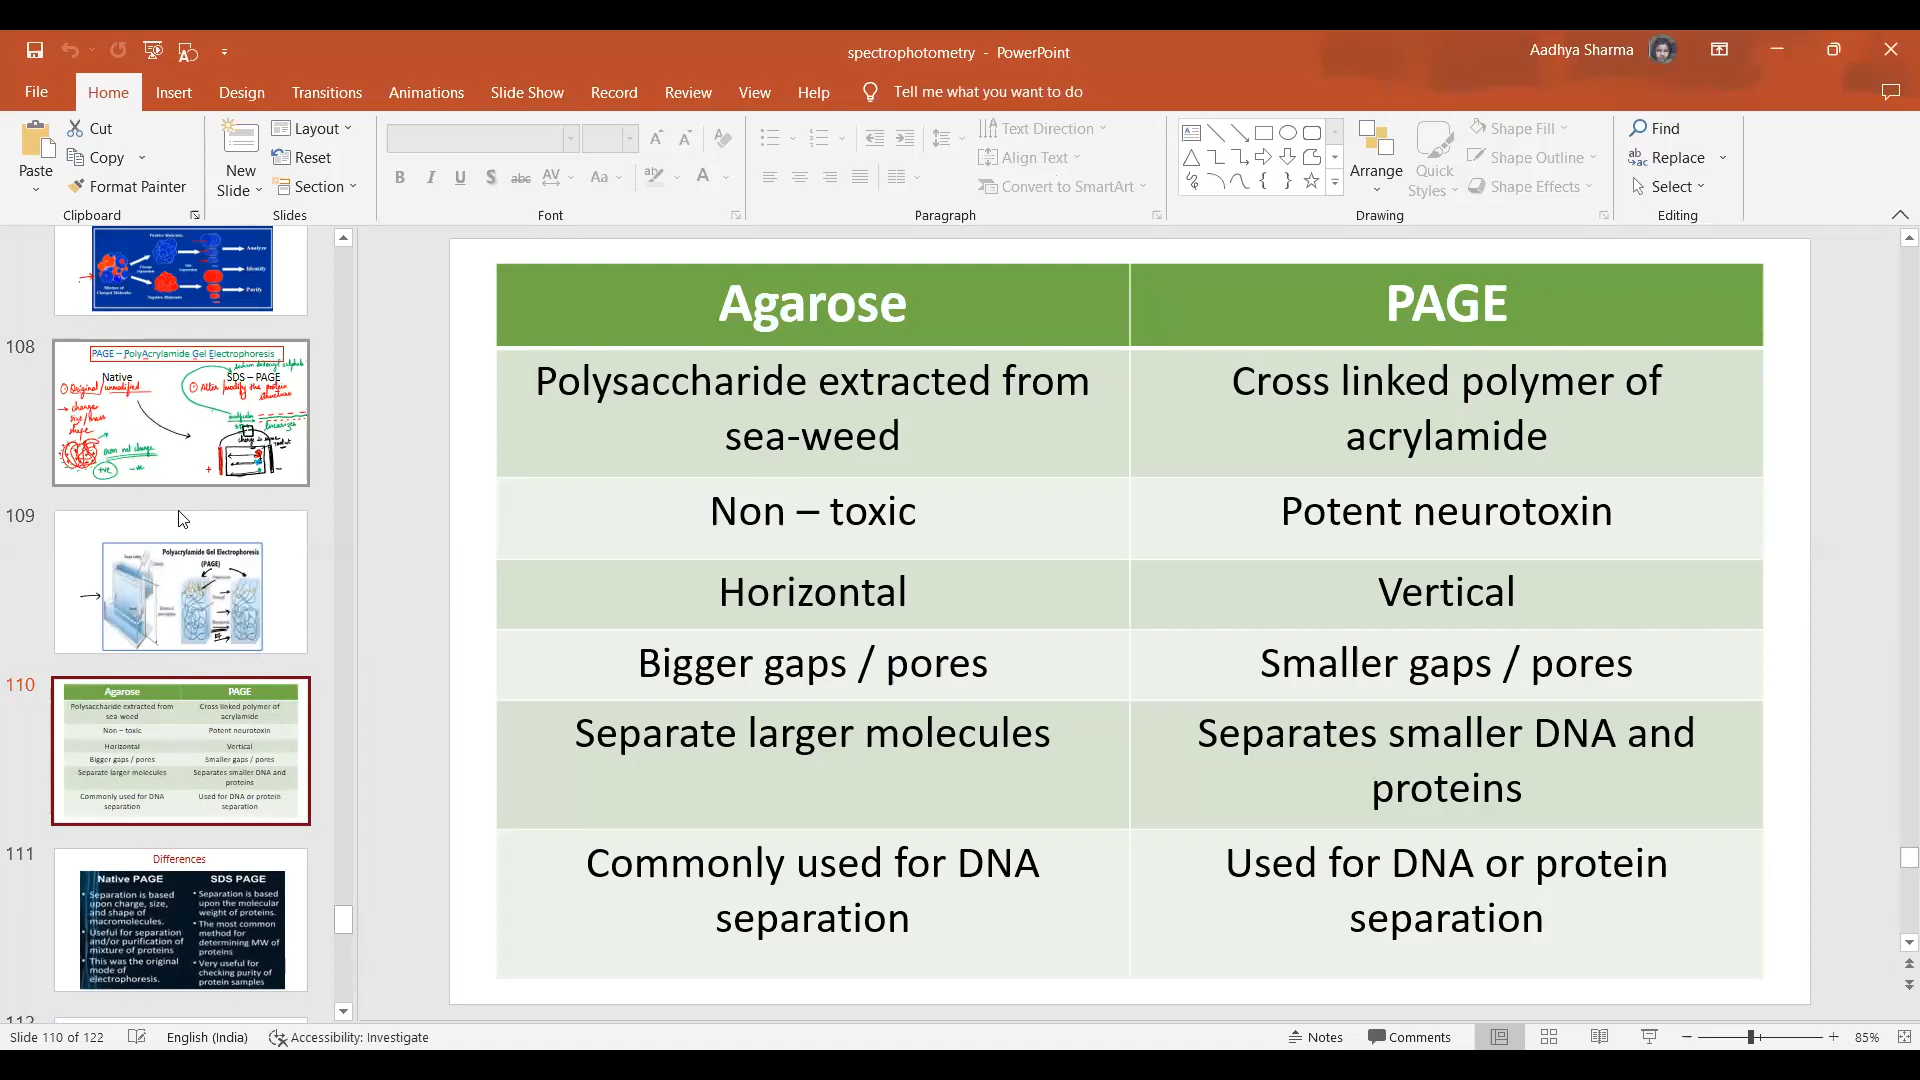 spectrophotometry - PowerPoint
Aadhya Sharma
File Home Insert Design Transitions Animations Slide Show Record Review View Help Tell me what you want to do
Paste
Cut
Copy
Format Painter
Clipboard
New
Slide
Layout
Reset
Section
Slides
Font
Text Direction
Align Text
Convert to SmartArt
Paragraph
Arrange
Quick
Styles
Shape Fill
Shape Outline
Shape Effects
Drawing
Find
Replace
Select
Editing
Analyze
Identify
Purify
108
PAGE – PolyAcrylamide Gel Electrophoresis
Native
SDS – PAGE
Original/unmodified
charge
size/mass
shape
109
Polyacrylamide Gel Electrophoresis
(PAGE)
110
Agarose PAGE
Polysaccharide extracted from
sea weed
Cross linked polymer of
acrylamide
Non – toxic Potent neurotoxin
Horizontal Vertical
Bigger gaps / pores Smaller gaps / pores
Separate larger molecules
Separates smaller DNA and
proteins
Commonly used for DNA
separation
Used for DNA or protein
separation
111
Differences
Native PAGE
• Separation is based
upon charge, size,
and shape of
macromolecules.
• Useful for separation
and/or purification of
mixture of proteins
• This was the original
mode of
electrophoresis.
SDS PAGE
• Separation is based
upon the molecular
weight of proteins.
• The most common
method for
determining MW of
proteins
• Very useful for
checking purity of
protein samples
Agarose PAGE
Polysaccharide extracted from
sea-weed
Cross linked polymer of
acrylamide
Non – toxic Potent neurotoxin
Horizontal Vertical
Bigger gaps / pores Smaller gaps / pores
Separate larger molecules
Separates smaller DNA and
proteins
Commonly used for DNA
separation
Used for DNA or protein
separation
Slide 110 of 122 English (India) Accessibility: Investigate Notes Comments 85%